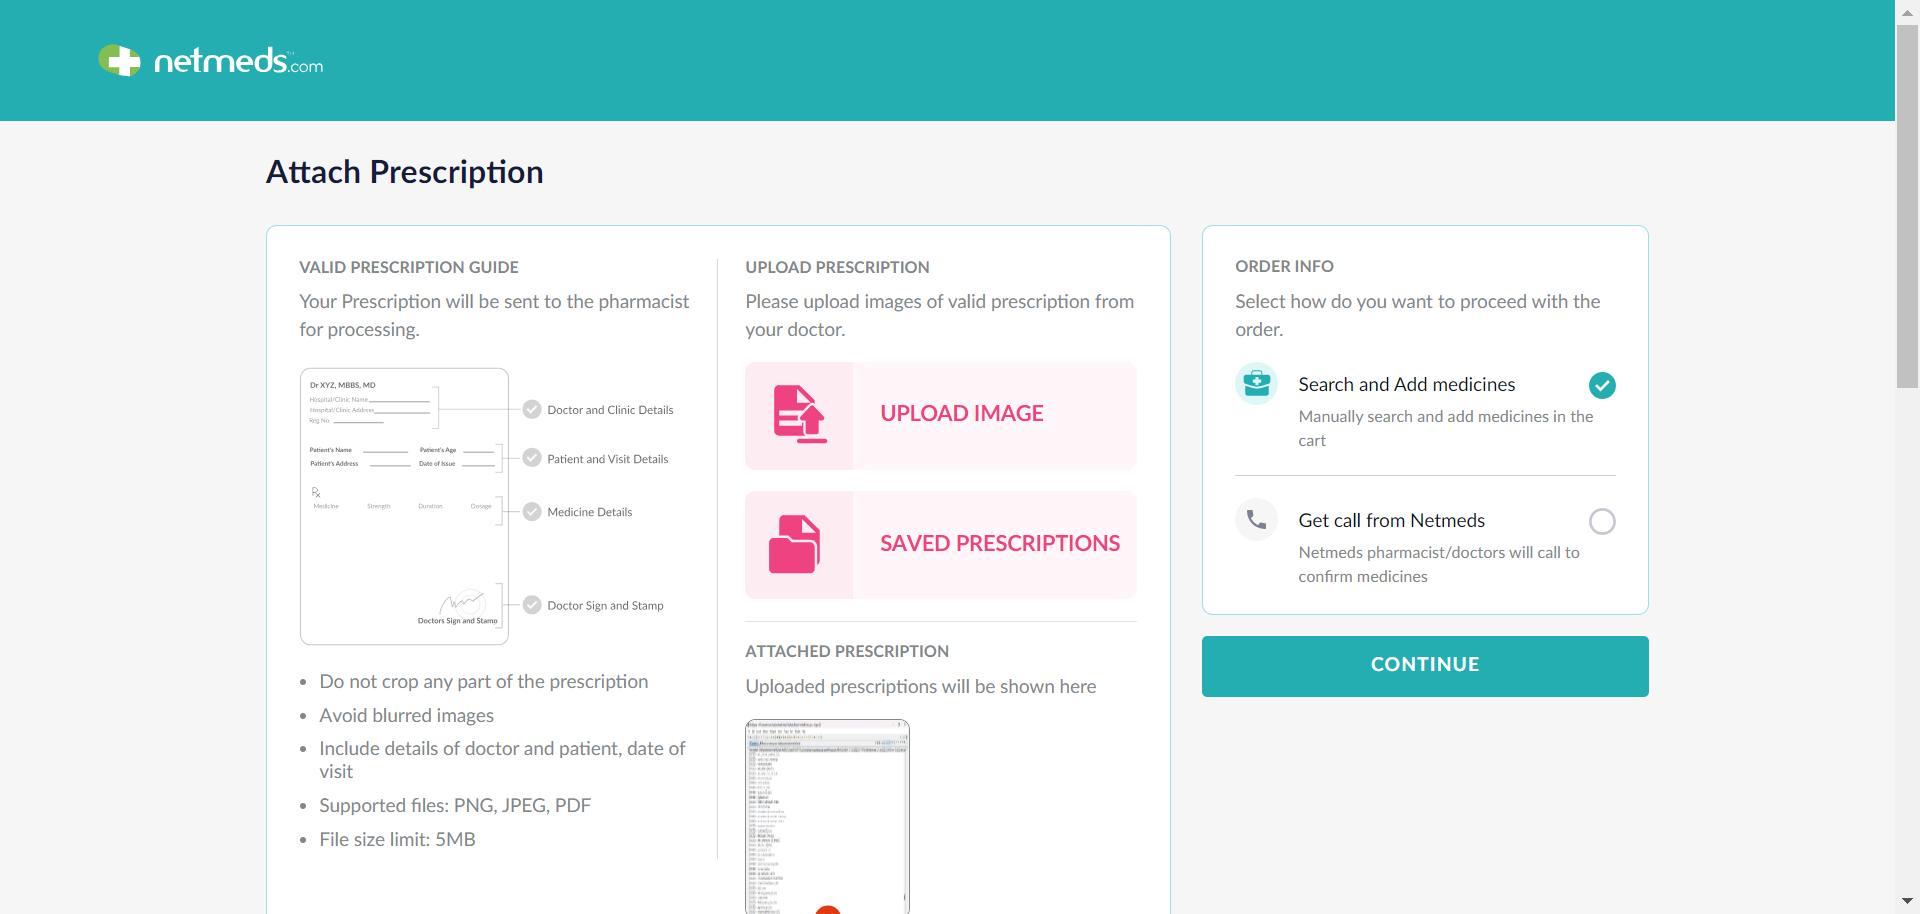 netmeds.com
Attach Prescription
VALID PRESCRIPTION GUIDE
Your Prescription will be sent to the pharmacist
for processing.
Dr XYZ, MBBS, MD
Hospital/Clinic Name
Hospital/Clinic Address
Reg No.
Patient's Name
Patient's Age
Patient's Address
Date of Issue
Rx
Medicine
Strength
Duration
Dosage
Doctors Sign and Stamp
Doctor and Clinic Details
Patient and Visit Details
Medicine Details
Doctor Sign and Stamp
• Do not crop any part of the prescription
• Avoid blurred images
• Include details of doctor and patient, date of
visit
• Supported files: PNG, JPEG, PDF
• File size limit: 5MB
UPLOAD PRESCRIPTION
Please upload images of valid prescription from
your doctor.
UPLOAD IMAGE
SAVED PRESCRIPTIONS
ATTACHED PRESCRIPTION
Uploaded prescriptions will be shown here
ORDER INFO
Select how do you want to proceed with the
order.
Search and Add medicines
Manually search and add medicines in the
cart
Get call from Netmeds
Netmeds pharmacist/doctors will call to
confirm medicines
CONTINUE